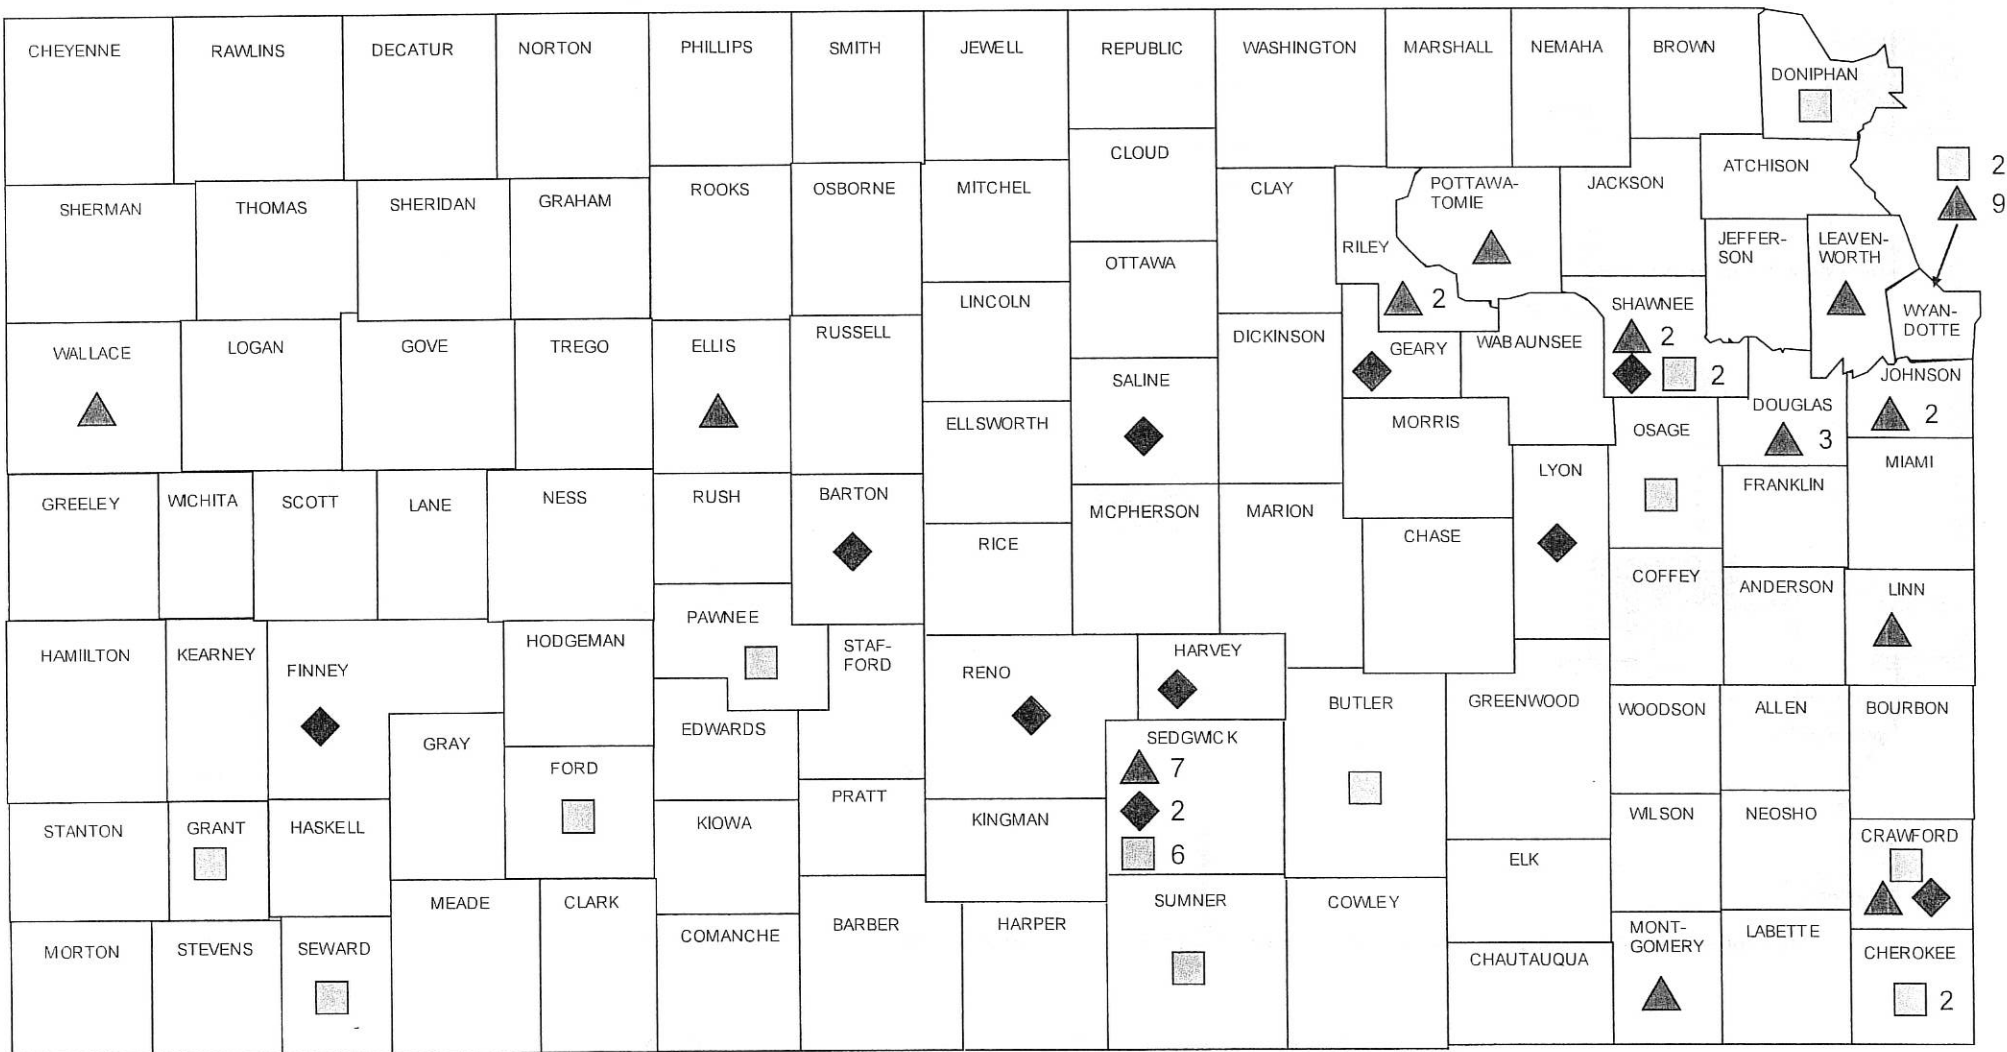 CHEYENNE
RAWLINS
DECATUR
NORTON
PHILLIPS
SMITH
JEWELL
REPUBLIC
WASHINGTON
MARSHALL
NEMAHA
BROWN
DONIPHAN
CLOUD
ATCHISON
2
9
SHERMAN
THOMAS
SHERIDAN
GRAHAM
ROOKS
OSBORNE
MITCHEL
CLAY
RILEY
2
POTTAWA-
TOMIE
JACKSON
JEFFER-
SON
LEAVEN-
WORTH
WYAN-
DOTTE
OTTAWA
LINCOLN
WALLACE
LOGAN
GOVE
TREGO
ELLIS
RUSSELL
DICKINSON
GEARY
WABAUNSEE
SHAWNEE
2
2
JOHNSON
2
DOUGLAS
3
SALINE
ELLSWORTH
MORRIS
OSAGE
MIAMI
GREELEY
WICHITA
SCOTT
LANE
NESS
RUSH
BARTON
RICE
MCPHERSON
MARION
CHASE
LYON
FRANKLIN
COFFEY
ANDERSON
LINN
HAMIILTON
KEARNEY
FINNEY
HODGEMAN
PAWNEE
STAF-
FORD
RENO
HARVEY
BUTLER
GREENWOOD
WOODSON
ALLEN
BOURBON
GRAY
FORD
EDWARDS
SEDGWICK
7
2
6
STANTON
GRANT
HASKELL
KIOWA
PRATT
KINGMAN
ELK
WILSON
NEOSHO
CRAWFORD
MORTON
STEVENS
SEWARD
MEADE
CLARK
COMANCHE
BARBER
HARPER
SUMNER
COWLEY
CHAUTAUQUA
MONT-
GOMERY
LABETTE
CHEROKEE
2